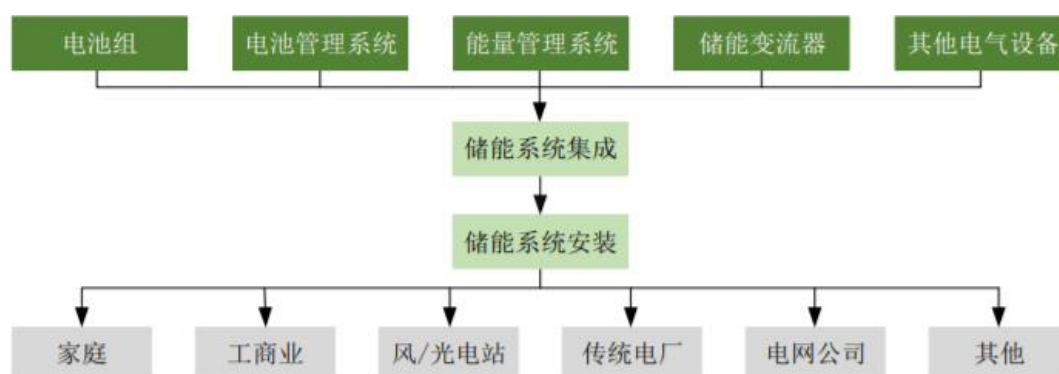 电池组 电池管理系统 能量管理系统 储能变流器 其他电气设备
储能系统集成
储能系统安装
家庭 工商业 风/光电站 传统电厂 电网公司 其他